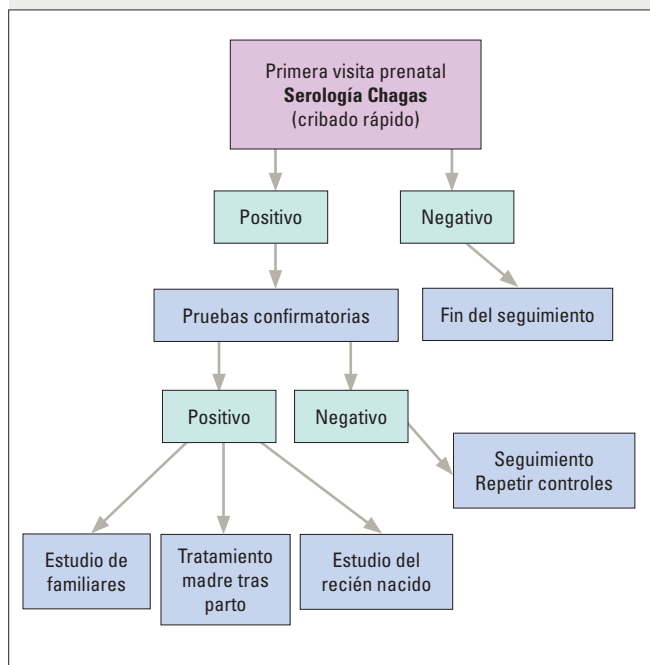 Primera visita prenatal
Serología Chagas
(cribado rápido)
Positivo
Negativo
Pruebas confirmatorias
Fin del seguimiento
Positivo
Negativo
Seguimiento
Repetir controles
Estudio de
familiares
Tratamiento
madre tras
parto
Estudio del
recién nacido